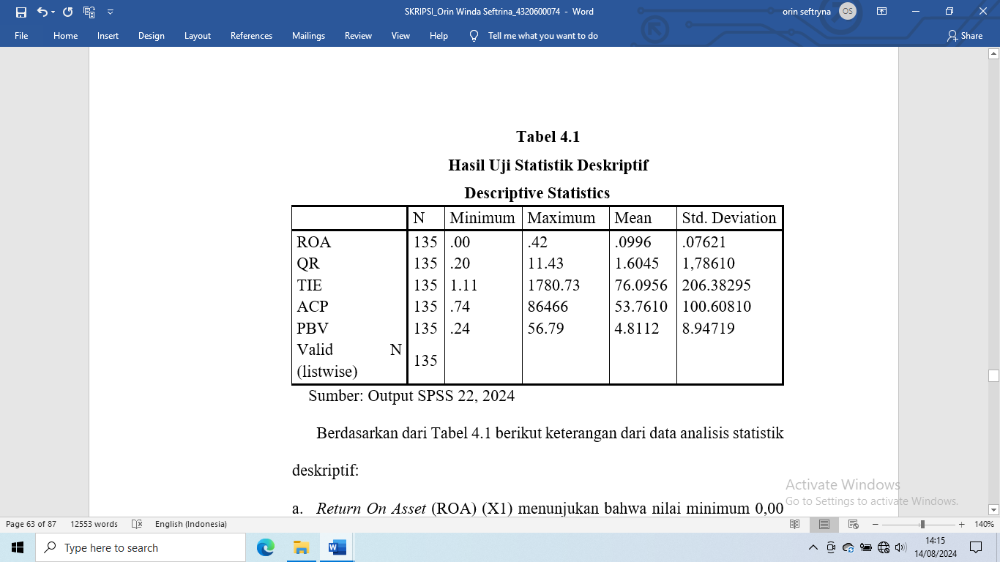 SKRIPSI_Orin Winda Seftrina_4320600074 - Word
orin seftryna
OS
File Home Insert Design Layout References Mailings Review View Help Tell me what you want to do Share
Tabel 4.1
Hasil Uji Statistik Deskriptif
Descriptive Statistics
N Minimum Maximum Mean Std. Deviation
ROA 135 .00 .42 .0996 .07621
QR 135 .20 11.43 1.6045 1,78610
TIE 135 1.11 1780.73 76.0956 206.38295
ACP 135 .74 86466 53.7610 100.60810
PBV 135 .24 56.79 4.8112 8.94719
Valid N
(listwise) 135
Sumber: Output SPSS 22, 2024
Berdasarkan dari Tabel 4.1 berikut keterangan dari data analisis statistik
deskriptif:
a. Return On Asset (ROA) (X1) menunjukan bahwa nilai minimum 0,00
Activate Windows
Go to Settings to activate Windows.
Page 63 of 87 12553 words English (Indonesia) 140%
Type here to search
14:15
14/08/2024